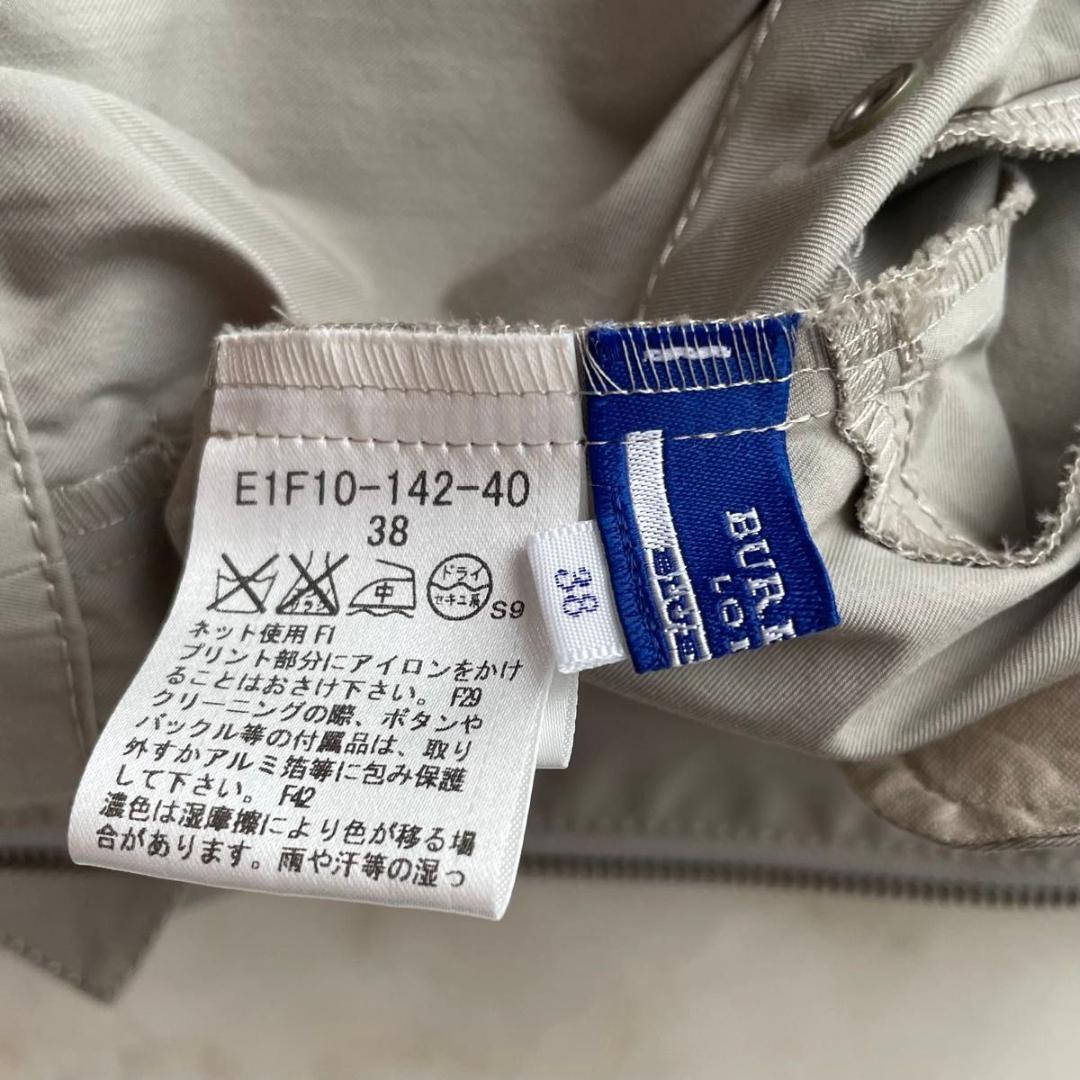 E1F10-142-40
38
中
ドライ
セキユ系
S9
ネット使用 F1
プリント部分にアイロンをかけ
ることはおさけ下さい。 F29
クリーニングの際、ボタンや
バックル等の付属品は、取り
外すかアルミ箔等に包み保護
して下さい。 F42
濃色は湿摩擦により色が移る場
合があります。雨や汗等の湿っ
38
BLUE
BUR
LO